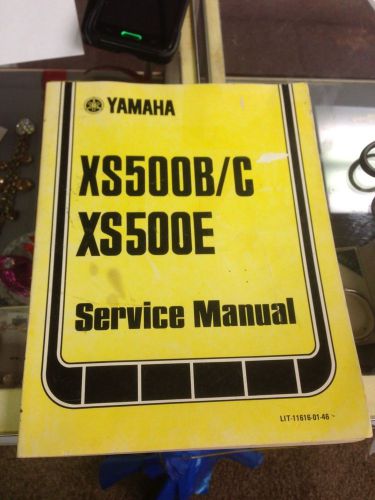 YAMAHA
XS500B/C
XS500E
Service Manual
LIT-11616-01-46